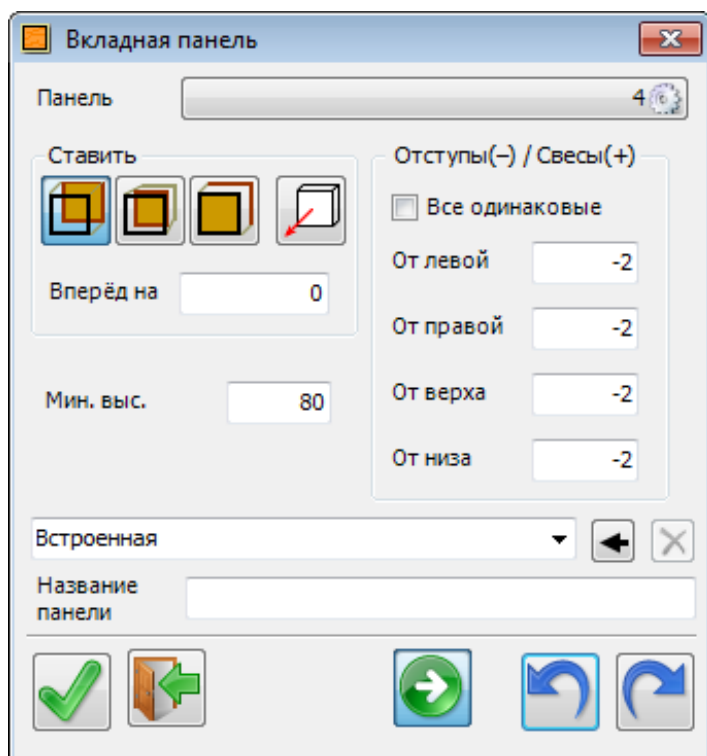 Вкладная панель
Панель 4
Ставить
Отступы(–) / Свесы(+)
Все одинаковые
От левой -2
Вперёд на 0
От правой -2
Мин. выс. 80
От верха -2
От низа -2
Встроенная
Название
панели